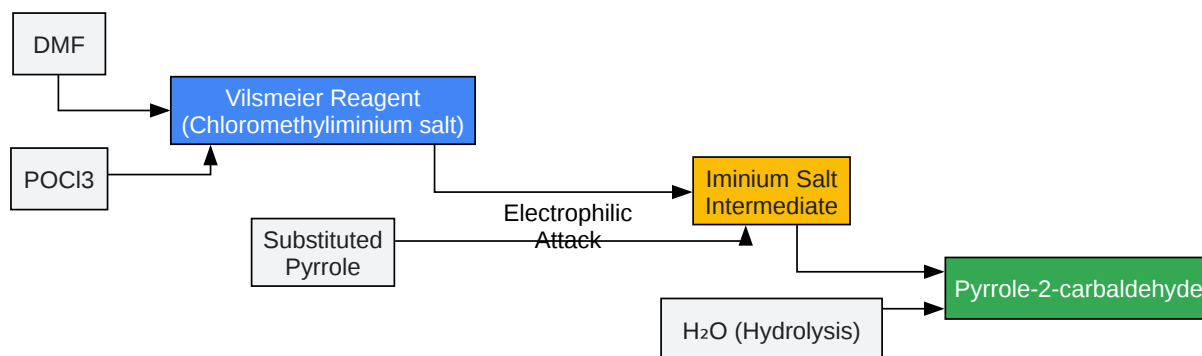 DMF
Vilsmeier Reagent
(Chloromethyliminium salt)
POCl3
Iminium Salt
Intermediate
Electrophilic
Attack
Substituted
Pyrrole
Pyrrole-2-carbaldehyde
H₂O (Hydrolysis)